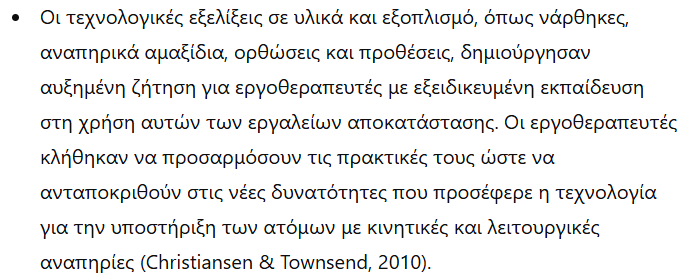 • Οι τεχνολογικές εξελίξεις σε υλικά και εξοπλισμό, όπως νάρθηκες,
αναπηρικά αμαξίδια, ορθώσεις και προθέσεις, δημιούργησαν
αυξημένη ζήτηση για εργοθεραπευτές με εξειδικευμένη εκπαίδευση
στη χρήση αυτών των εργαλείων αποκατάστασης. Οι εργοθεραπευτές
κλήθηκαν να προσαρμόσουν τις πρακτικές τους ώστε να
ανταποκριθούν στις νέες δυνατότητες που προσέφερε η τεχνολογία
για την υποστήριξη των ατόμων με κινητικές και λειτουργικές
αναπηρίες (Christiansen & Townsend, 2010).